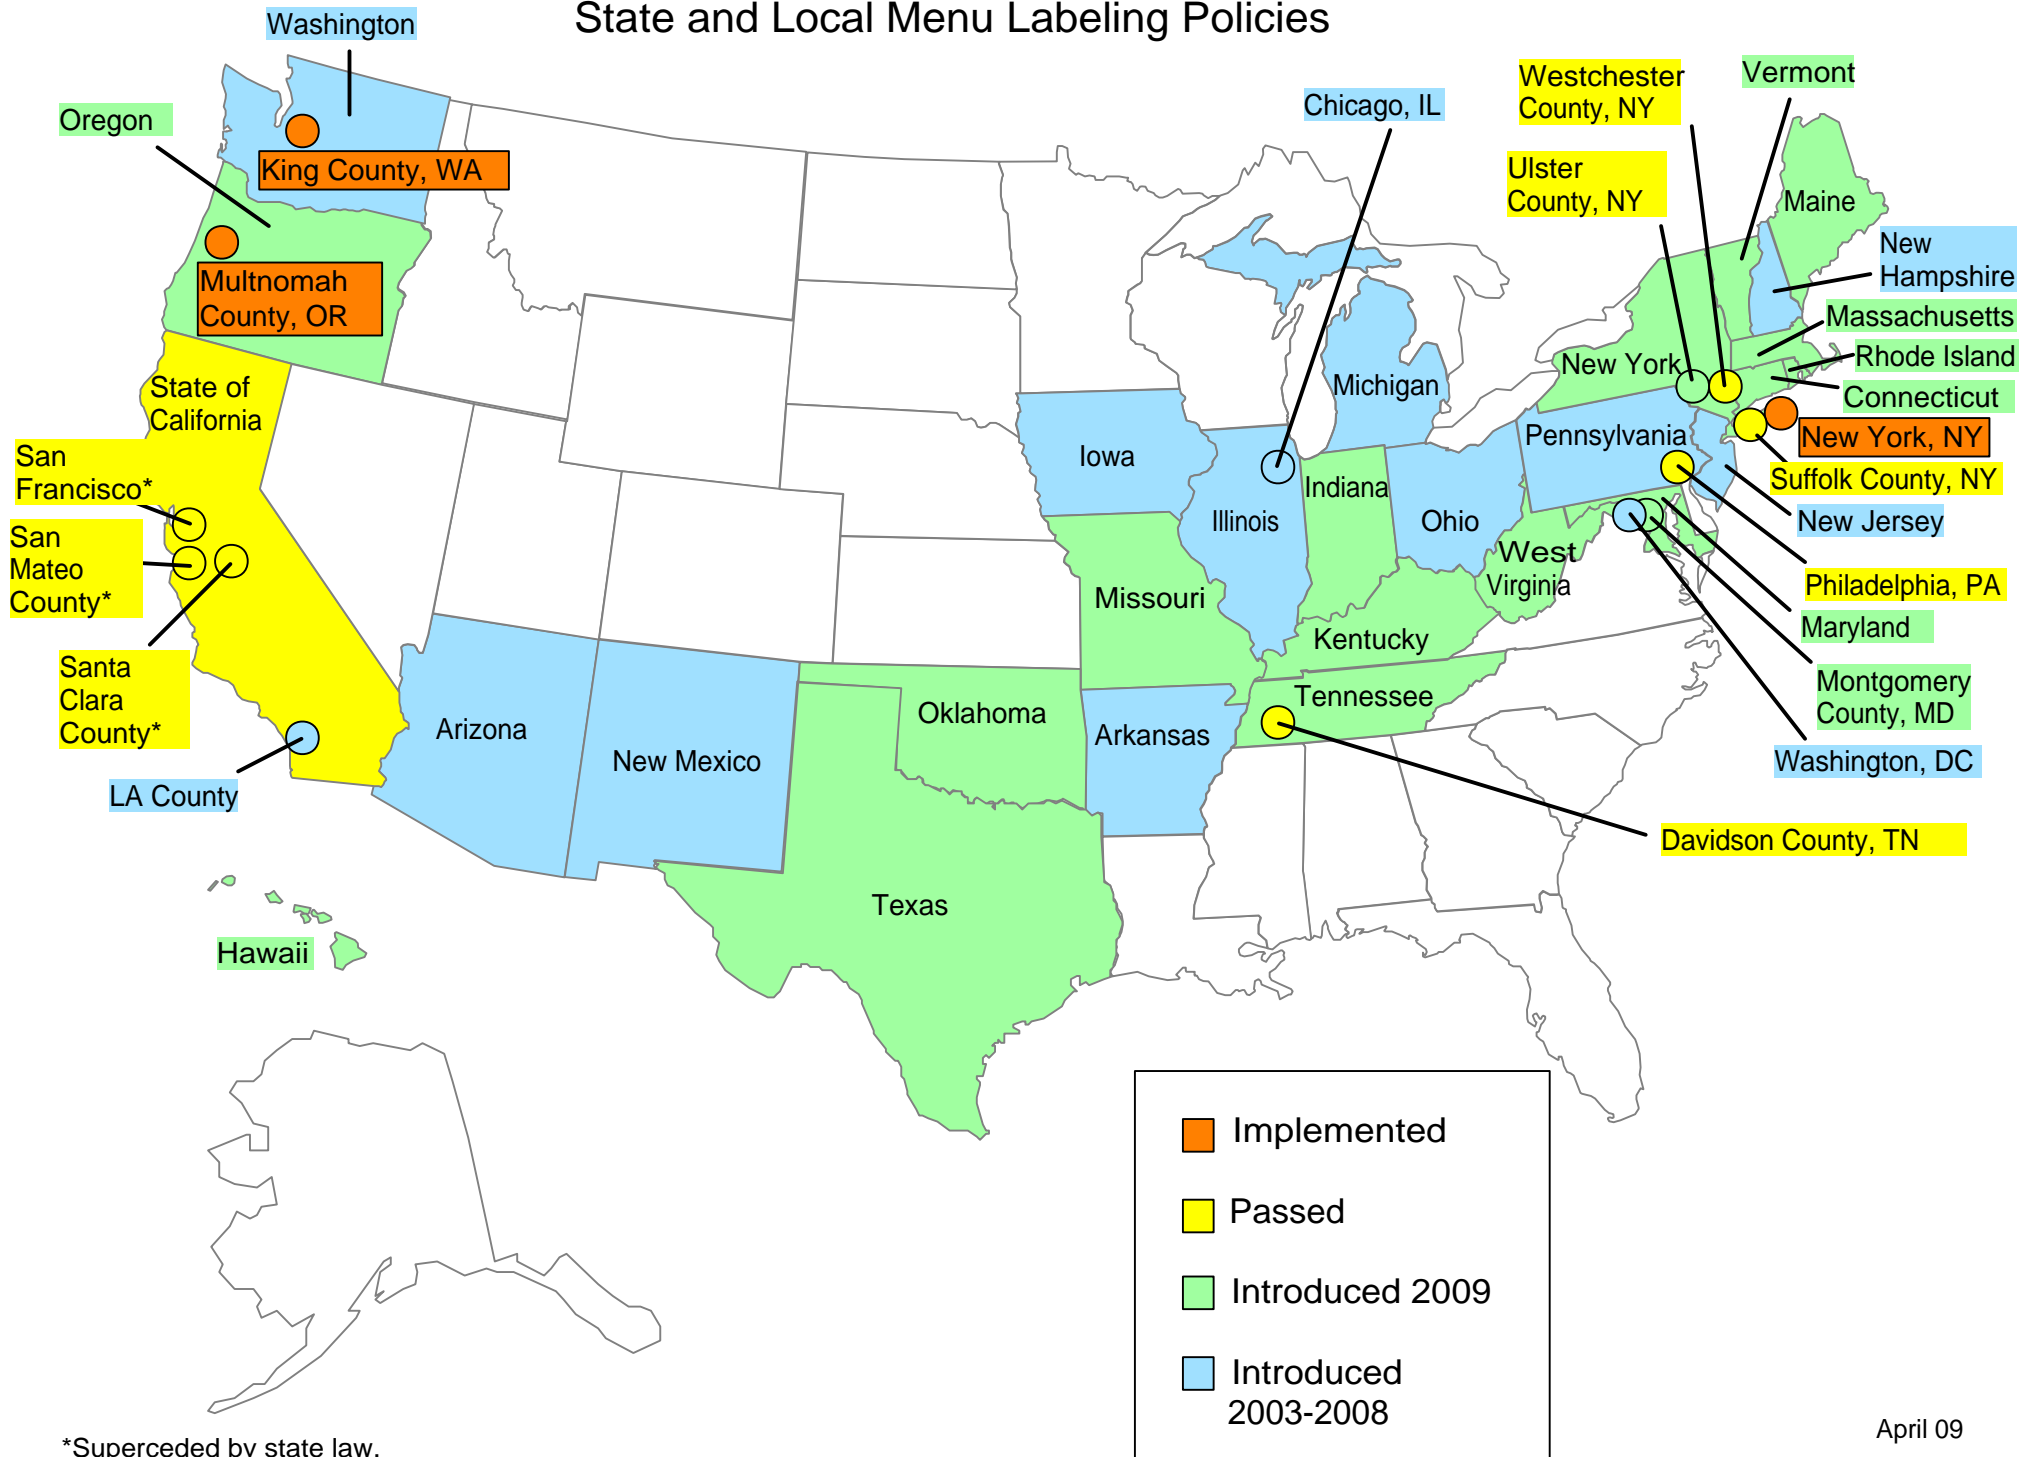 State and Local Menu Labeling Policies
Washington
Oregon
King County, WA
Multnomah
County, OR
State of
California
San
Francisco*
San
Mateo
County*
Santa
Clara
County*
LA County
Hawaii
Arizona
New Mexico
Texas
Oklahoma
Iowa
Missouri
Arkansas
Illinois
Chicago, IL
Michigan
Indiana
Ohio
Kentucky
Tennessee
West
Virginia
Pennsylvania
New York
Westchester
County, NY
Ulster
County, NY
Vermont
Maine
New
Hampshire
Massachusetts
Rhode Island
Connecticut
New York, NY
Suffolk County, NY
New Jersey
Philadelphia, PA
Maryland
Montgomery
County, MD
Washington, DC
Davidson County, TN
Implemented
Passed
Introduced 2009
Introduced
2003-2008
April 09
*Superceded by state law.